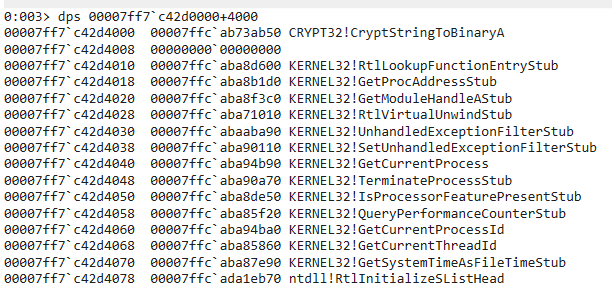 0:003> dps 00007ff7`c42d0000+4000
00007ff7`c42d4000  00007ffc`ab73ab50 CRYPT32!CryptStringToBinaryA
00007ff7`c42d4008  00000000`00000000
00007ff7`c42d4010  00007ffc`aba8d600 KERNEL32!RtlLookupFunctionEntryStub
00007ff7`c42d4018  00007ffc`aba8b1d0 KERNEL32!GetProcAddressStub
00007ff7`c42d4020  00007ffc`aba8f3c0 KERNEL32!GetModuleHandleAStub
00007ff7`c42d4028  00007ffc`aba71010 KERNEL32!RtlVirtualUnwindStub
00007ff7`c42d4030  00007ffc`abaaba90 KERNEL32!UnhandledExceptionFilterStub
00007ff7`c42d4038  00007ffc`aba90110 KERNEL32!SetUnhandledExceptionFilterStub
00007ff7`c42d4040  00007ffc`aba94b90 KERNEL32!GetCurrentProcess
00007ff7`c42d4048  00007ffc`aba90a70 KERNEL32!TerminateProcessStub
00007ff7`c42d4050  00007ffc`aba8de50 KERNEL32!IsProcessorFeaturePresentStub
00007ff7`c42d4058  00007ffc`aba85f20 KERNEL32!QueryPerformanceCounterStub
00007ff7`c42d4060  00007ffc`aba94ba0 KERNEL32!GetCurrentProcessId
00007ff7`c42d4068  00007ffc`aba85860 KERNEL32!GetCurrentThreadId
00007ff7`c42d4070  00007ffc`aba87e90 KERNEL32!GetSystemTimeAsFileTimeStub
00007ff7`c42d4078  00007ffc`ada1eb70 ntdll!RtlInitializeSListHead